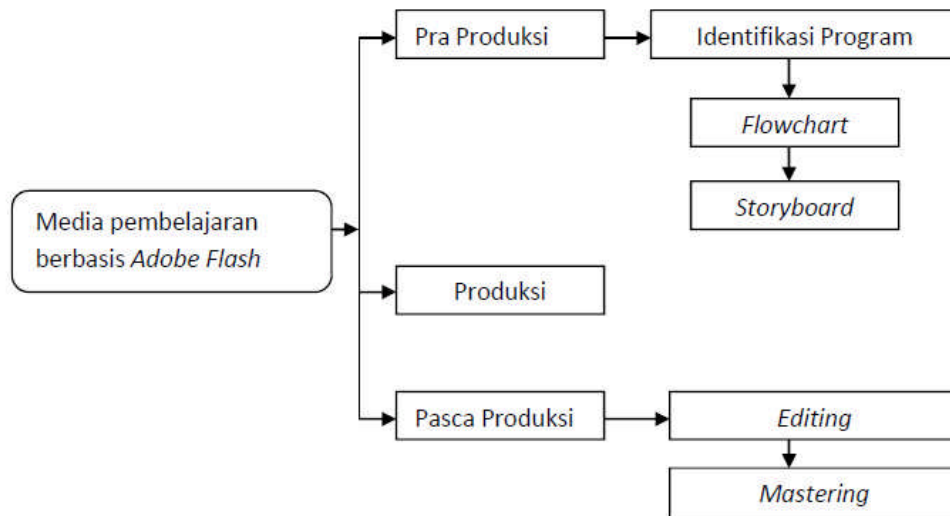 Pra Produksi
Identifikasi Program
Flowchart
Storyboard
Media pembelajaran
berbasis Adobe Flash
Produksi
Pasca Produksi
Editing
Mastering